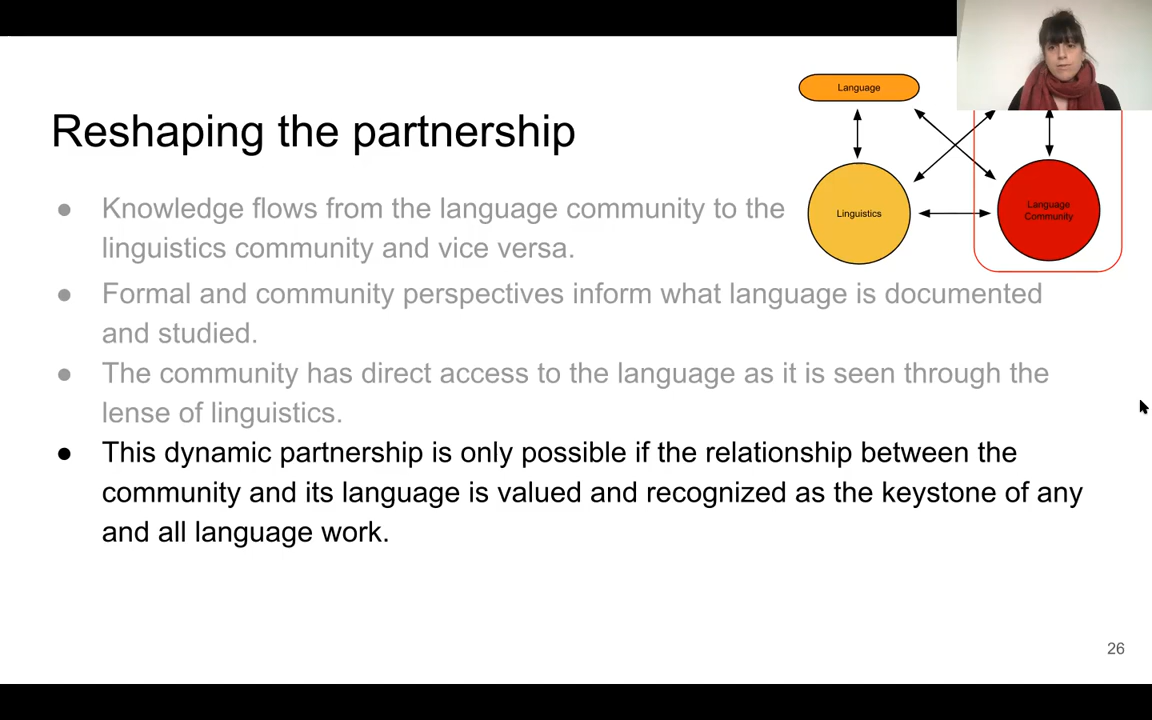 Language
Reshaping the partnership
Linguistics
Language
Community
● Knowledge flows from the language community to the
linguistics community and vice versa.
● Formal and community perspectives inform what language is documented
and studied.
● The community has direct access to the language as it is seen through the
lense of linguistics.
● This dynamic partnership is only possible if the relationship between the
community and its language is valued and recognized as the keystone of any
and all language work.
26